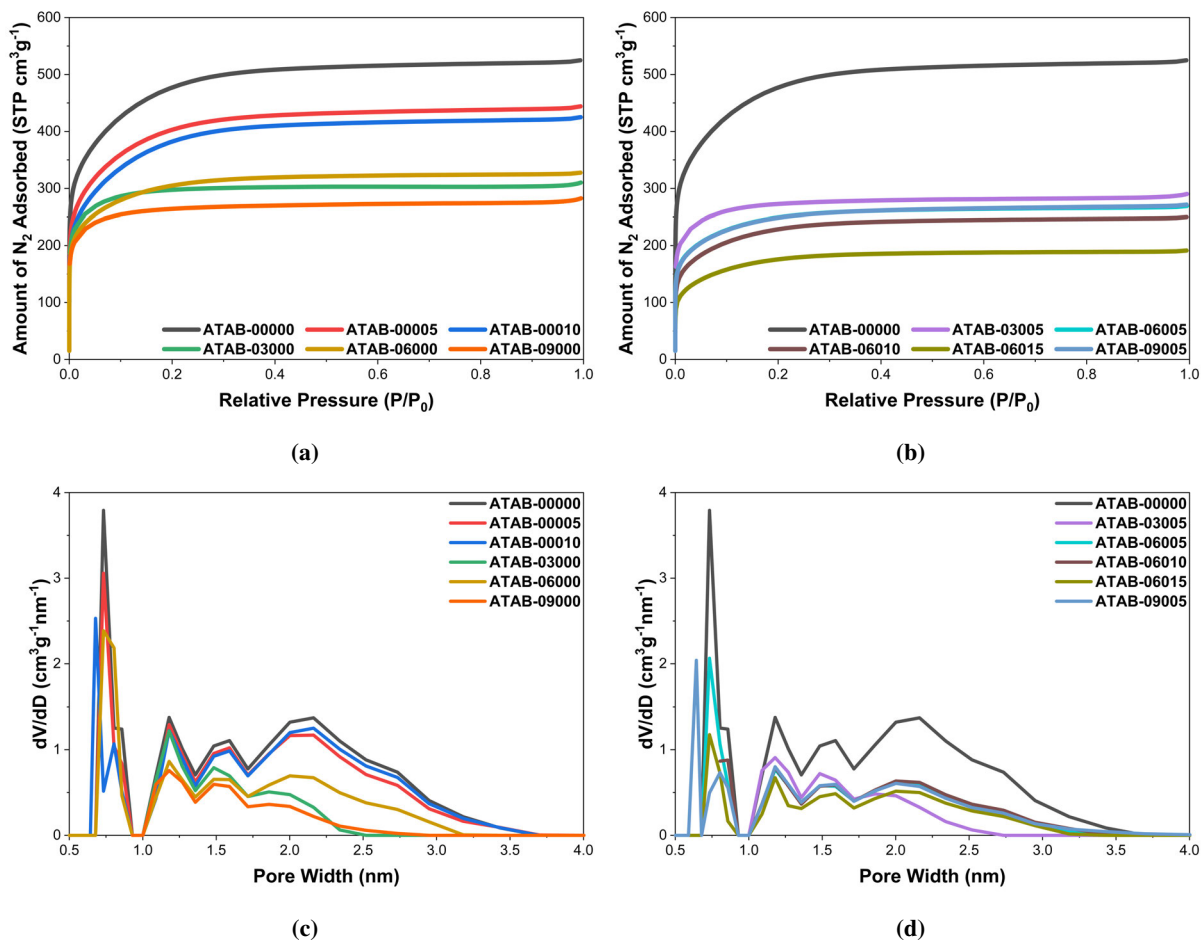 Amount of N₂ Adsorbed (STP cm³g⁻¹)
600
500
400
300
200
100
0
ATAB-00000 ATAB-00005 ATAB-00010
ATAB-03000 ATAB-06000 ATAB-09000
0.0 0.2 0.4 0.6 0.8 1.0
Relative Pressure (P/P₀)
(a)
Amount of N₂ Adsorbed (STP cm³g⁻¹)
600
500
400
300
200
100
0
ATAB-00000 ATAB-03005 ATAB-06005
ATAB-06010 ATAB-06015 ATAB-09005
0.0 0.2 0.4 0.6 0.8 1.0
Relative Pressure (P/P₀)
(b)
dV/dD (cm³g⁻¹nm⁻¹)
4
3
2
1
0
ATAB-00000
ATAB-00005
ATAB-00010
ATAB-03000
ATAB-06000
ATAB-09000
0.5 1.0 1.5 2.0 2.5 3.0 3.5 4.0
Pore Width (nm)
(c)
dV/dD (cm³g⁻¹nm⁻¹)
4
3
2
1
0
ATAB-00000
ATAB-03005
ATAB-06005
ATAB-06010
ATAB-06015
ATAB-09005
0.5 1.0 1.5 2.0 2.5 3.0 3.5 4.0
Pore Width (nm)
(d)